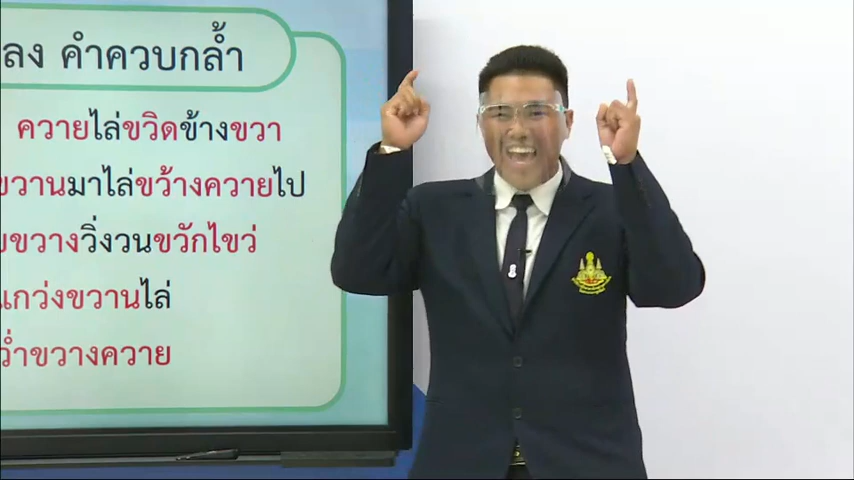 ลง คำควบกล้ำ
ควายไล่ขวิดข้างขวา
ขวานมาไล่ขว้างควายไป
ขวางวิ่งวนขวักไขว่
แกว่งขวานไล่
ขวางควาย